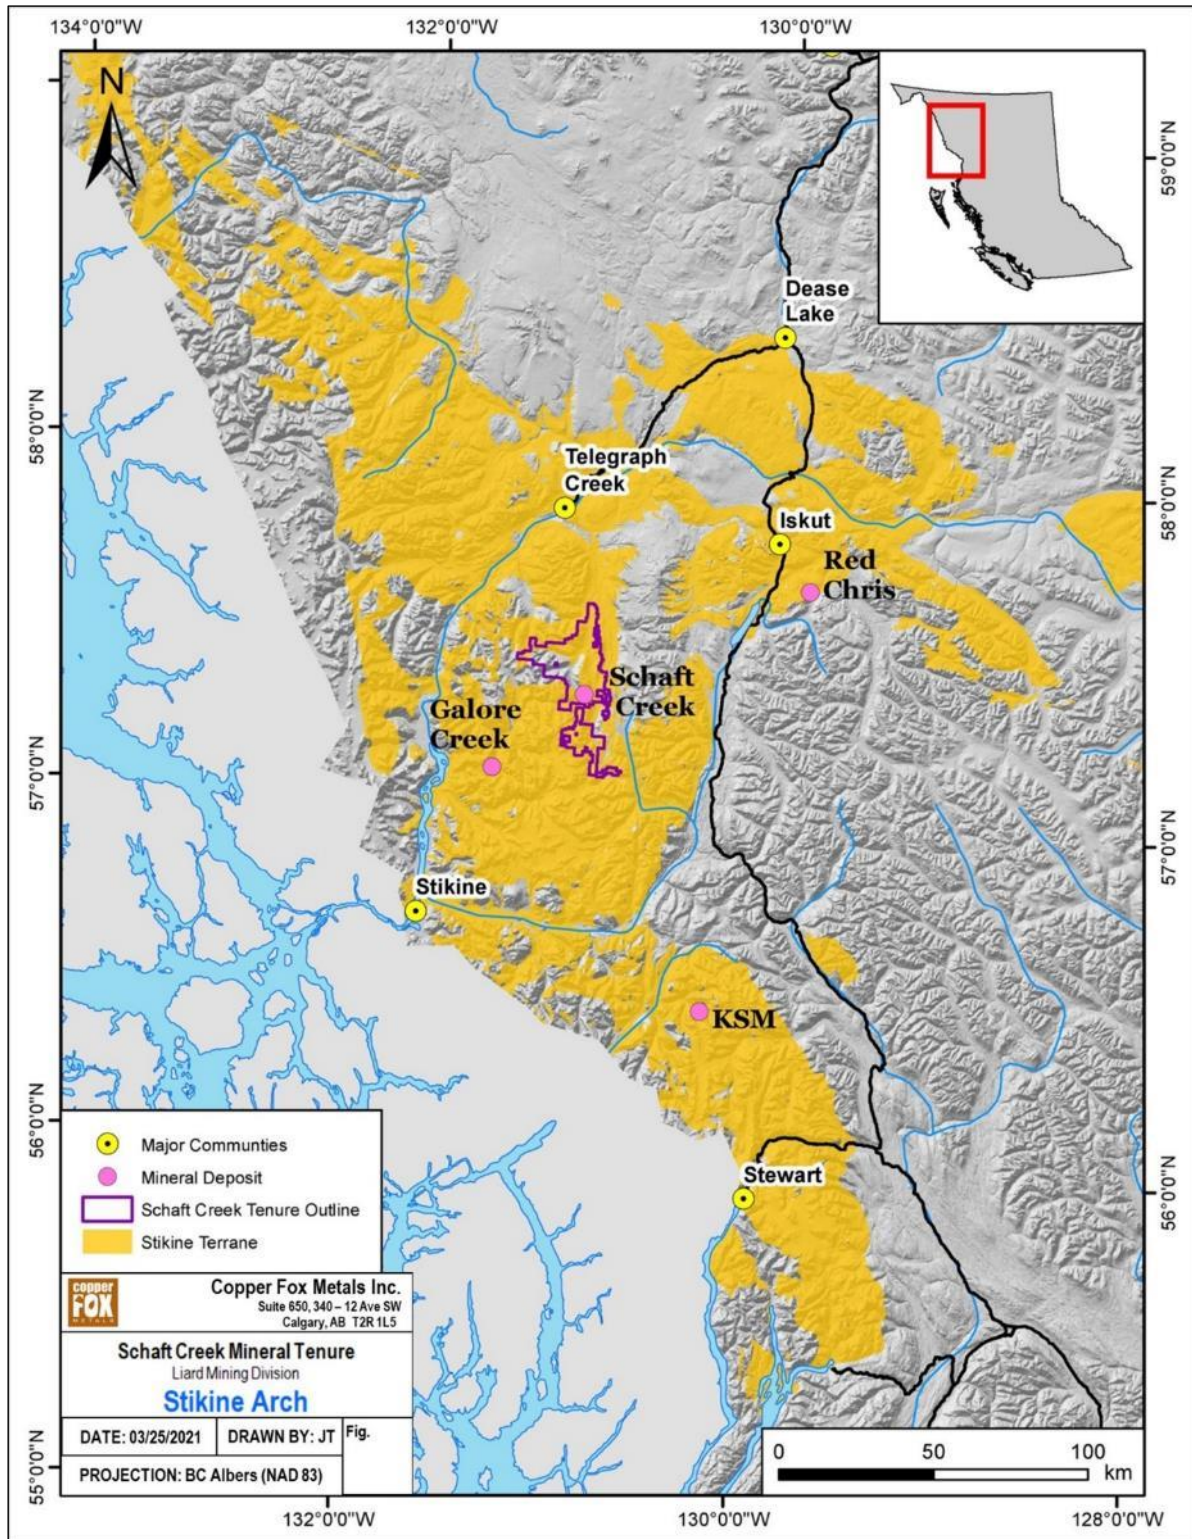 134°0'0"W
132°0'0"W
130°0'0"W
N
59°0'0"N
Dease
Lake
58°0'0"N
Telegraph
Creek
58°0'0"N
Iskut
Red
Chris
Schaft
Creek
Galore
Creek
57°0'0"N
57°0'0"N
Stikine
KSM
56°0'0"N
Major Communties
Mineral Deposit
Schaft Creek Tenure Outline
Stikine Terrane
Stewart
56°0'0"N
copper
FOX
METALS
Copper Fox Metals Inc.
Suite 650, 340 – 12 Ave SW
Calgary, AB T2R 1L5
Schaft Creek Mineral Tenure
Liard Mining Division
Stikine Arch
DATE: 03/25/2021
DRAWN BY: JT
Fig.
PROJECTION: BC Albers (NAD 83)
0 50 100
km
55°0'0"N
132°0'0"W
130°0'0"W
128°0'0"W